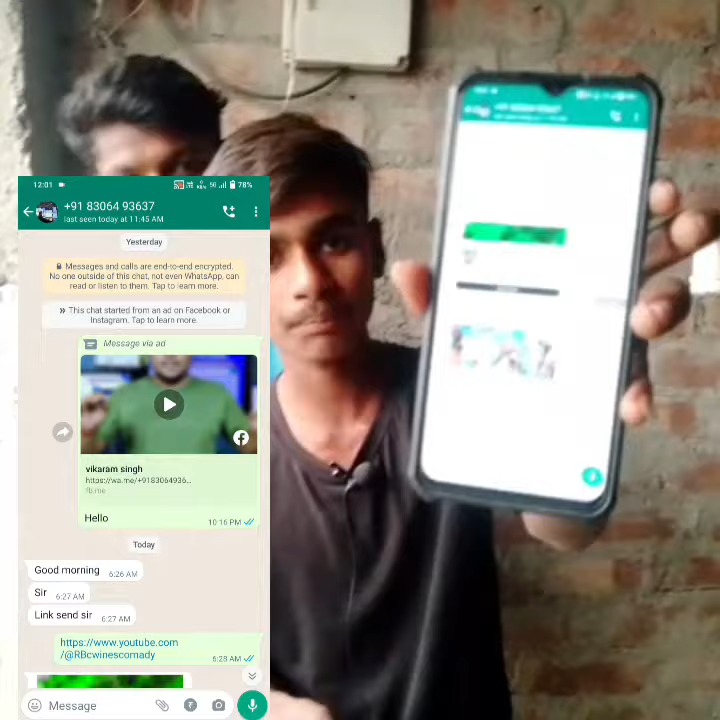 12:01
78%
+91 83064 93637
last seen today at 11:45 AM
Yesterday
Messages and calls are end-to-end encrypted.
No one outside of this chat, not even WhatsApp, can
read or listen to them. Tap to learn more.
This chat started from an ad on Facebook or
Instagram. Tap to learn more.
Message via ad
vikaram singh
https://wa.me/+9183064936...
fb.me
Hello
10:16 PM
Today
Good morning 6:26 AM
Sir 6:27 AM
Link send sir 6:27 AM
https://www.youtube.com
/@RBcwinescomady
6:28 AM
Message